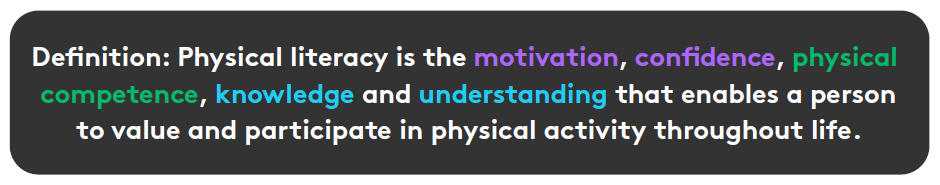 Definition: Physical literacy is the motivation, confidence, physical
competence, knowledge and understanding that enables a person
to value and participate in physical activity throughout life.